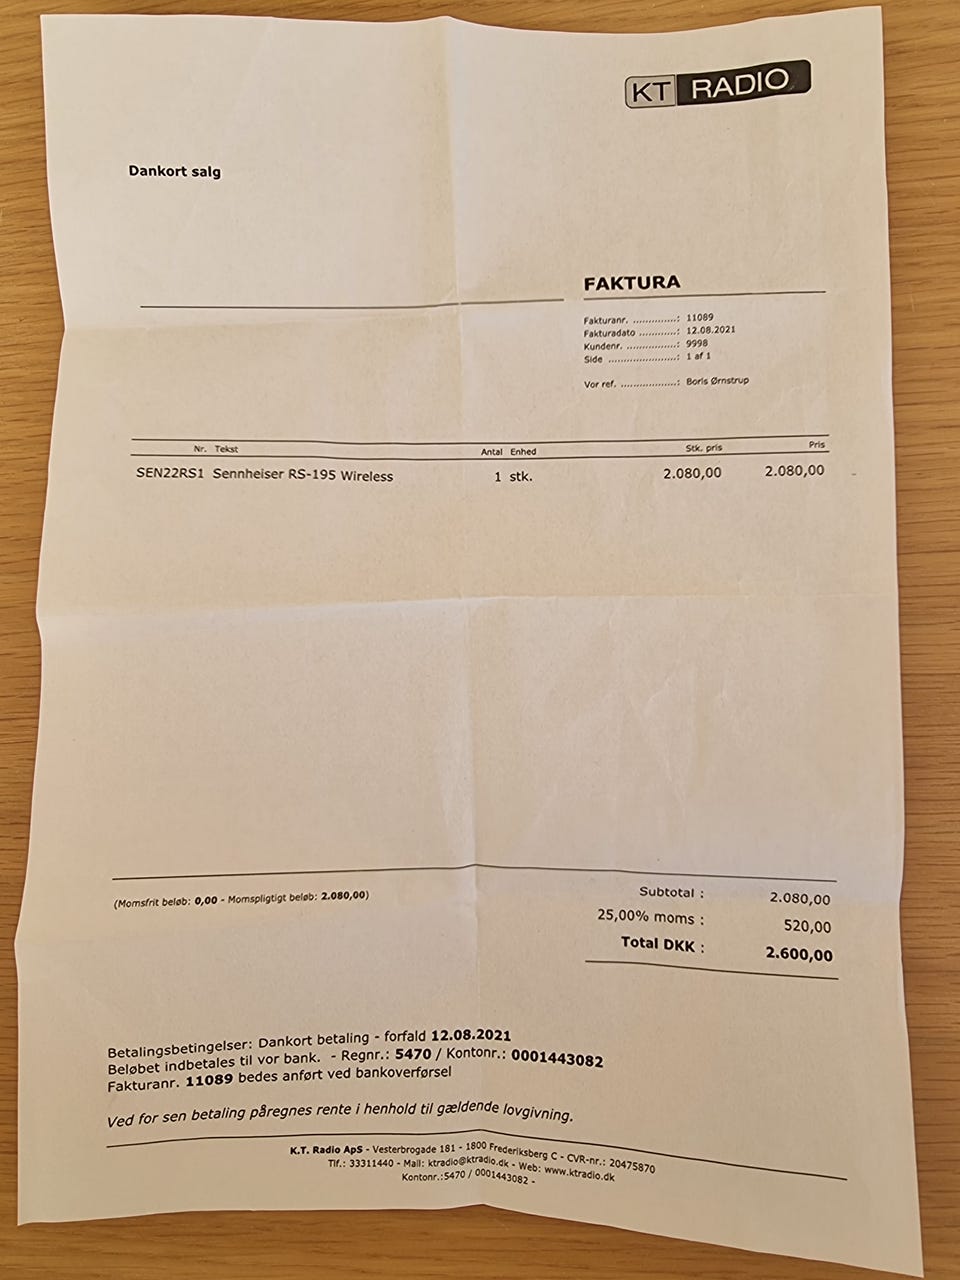 KT RADIO
Dankort salg
FAKTURA
Fakturanr. ..............: 11089
Fakturadato ............: 12.08.2021
Kundenr. ................: 9998
Side ......................: 1 af 1
Vor ref. ..................: Boris Ørnstrup
Nr. Tekst Antal Enhed Stk. pris Pris
SEN22RS1 Sennheiser RS-195 Wireless 1 stk. 2.080,00 2.080,00
(Momsfrit beløb: 0,00 - Momspligtigt beløb: 2.080,00)
Subtotal : 2.080,00
25,00% moms : 520,00
Total DKK : 2.600,00
Betalingsbetingelser: Dankort betaling - forfald 12.08.2021
Beløbet indbetales til vor bank. - Regnr.: 5470 / Kontonr.: 0001443082
Fakturanr. 11089 bedes anført ved bankoverførsel
Ved for sen betaling påregnes rente i henhold til gældende lovgivning.
K.T. Radio ApS - Vesterbrogade 181 - 1800 Frederiksberg C - CVR-nr.: 20475870
Tlf.: 33311440 - Mail: ktradio@ktradio.dk - Web: www.ktradio.dk
Kontonr.:5470 / 0001443082 -